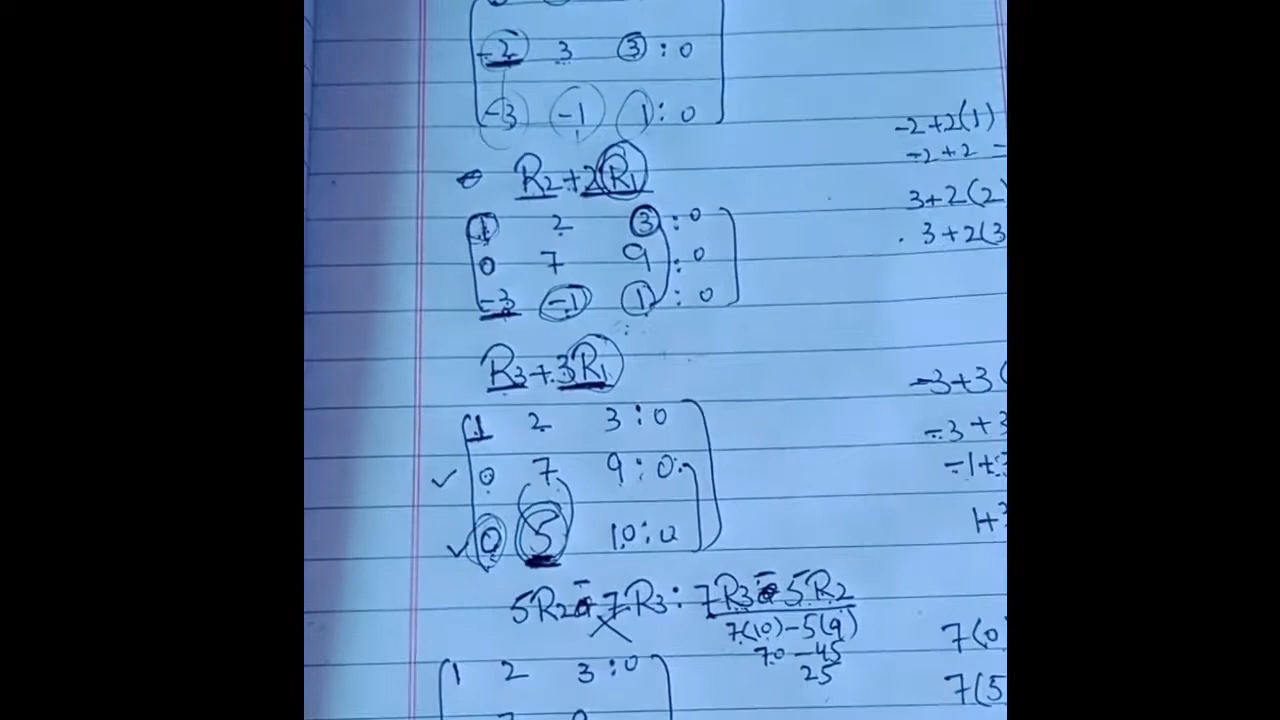 -2 3 3 : 0
-3 -1 1 : 0
R2+2R1
1 2 3 : 0
0 7 9 : 0
-3 -1 1 : 0
R3+3R1
1 2 3 : 0
0 7 9 : 0
0 5 10 : 0
5R2-7R3 : 7R3-5R2
7(10)-5(9)
70-45
25
1 2 3 : 0
-2+2(1)
-2+2 =
3+2(2)
3+2(3
-3+3(
-3+3
-1+3
1+3
7(0)
7(5